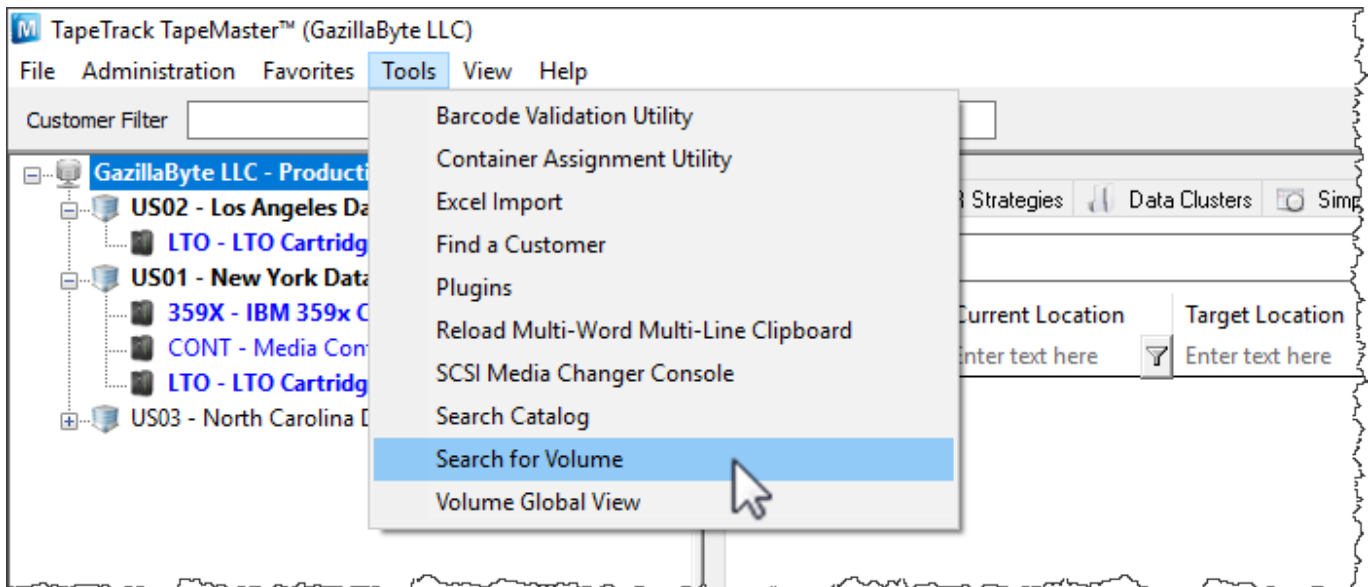 TapeTrack TapeMaster™ (GazillaByte LLC)
File Administration Favorites Tools View Help
Customer Filter
Barcode Validation Utility
Container Assignment Utility
Excel Import
Find a Customer
Plugins
Reload Multi-Word Multi-Line Clipboard
SCSI Media Changer Console
Search Catalog
Search for Volume
Volume Global View
GazillaByte LLC - Producti
US02 - Los Angeles Da
LTO - LTO Cartridg
US01 - New York Data
359X - IBM 359x C
CONT - Media Con
LTO - LTO Cartridg
US03 - North Carolina D
Strategies Data Clusters Simp
Current Location Target Location
Enter text here Enter text here